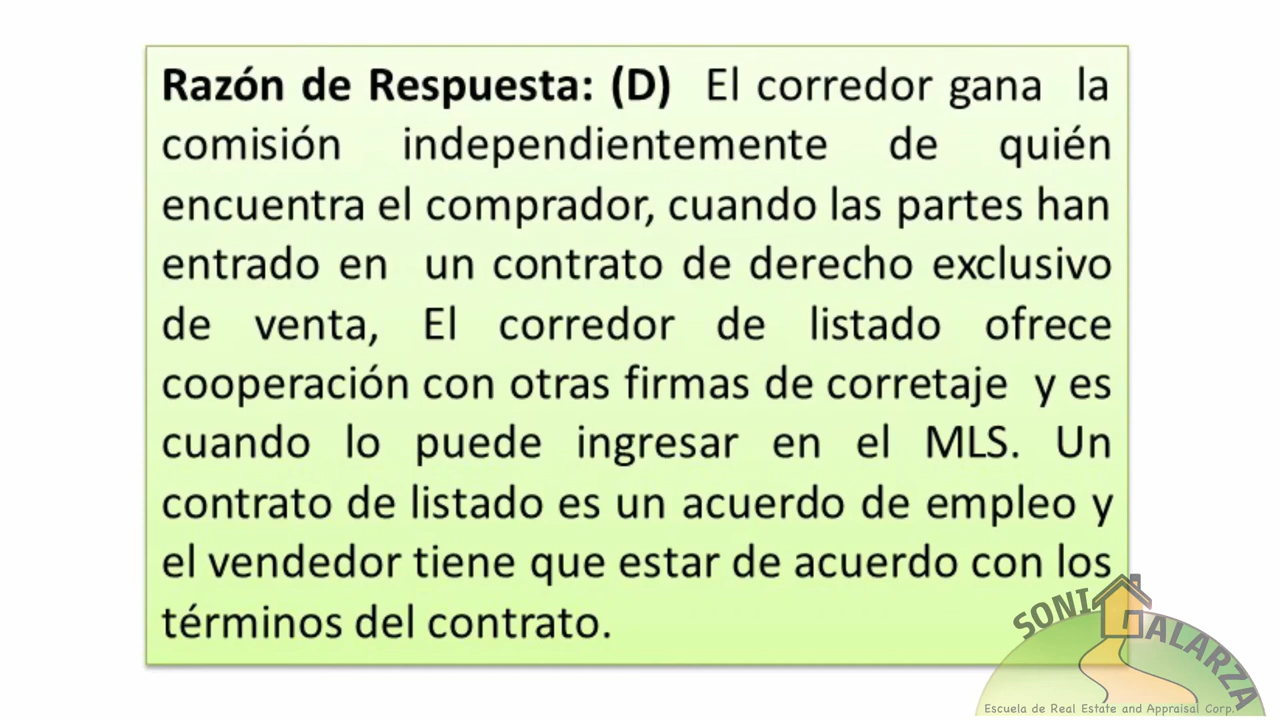 Razón de Respuesta: (D) El corredor gana la
comisión independientemente de quién
encuentra el comprador, cuando las partes han
entrado en un contrato de derecho exclusivo
de venta, El corredor de listado ofrece
cooperación con otras firmas de corretaje y es
cuando lo puede ingresar en el MLS. Un
contrato de listado es un acuerdo de empleo y
el vendedor tiene que estar de acuerdo con los
términos del contrato.
SONI GALARZA
Escuela de Real Estate and Appraisal Corp.